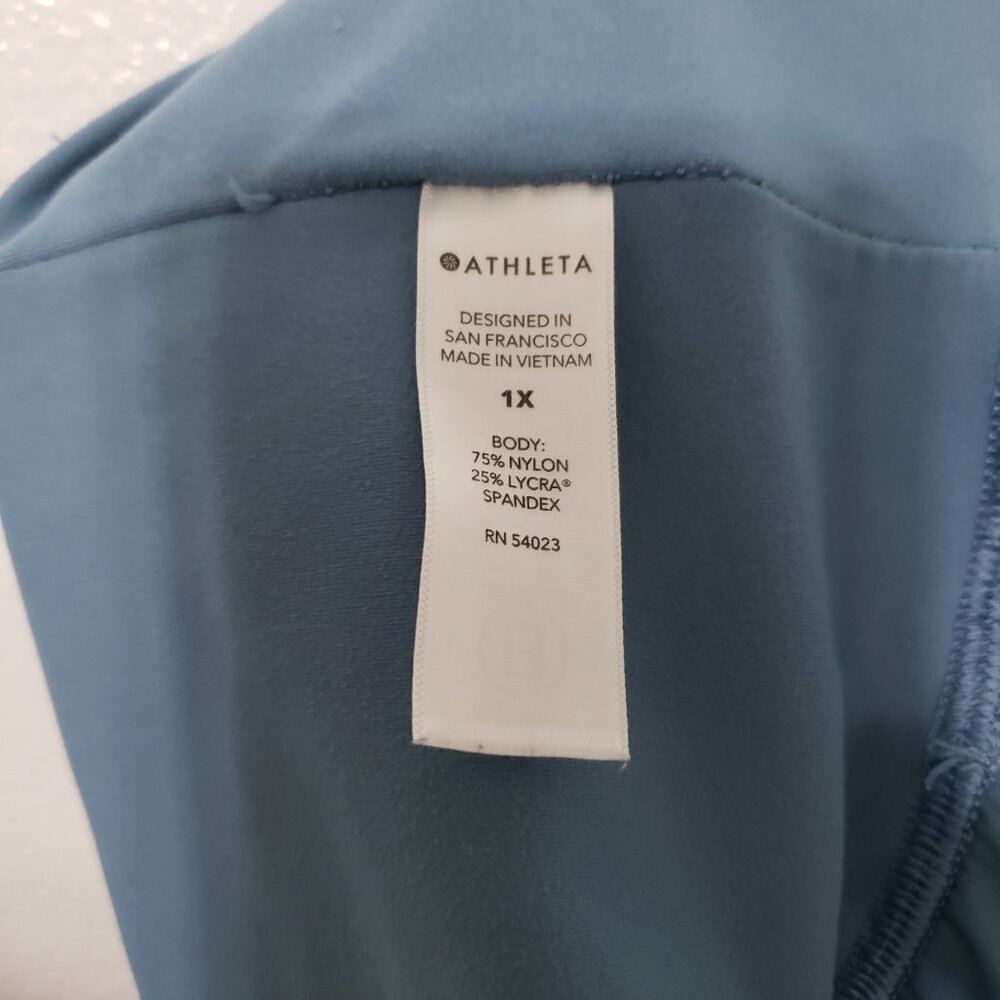 ATHLETA
DESIGNED IN
SAN FRANCISCO
MADE IN VIETNAM
1X
BODY:
75% NYLON
25% LYCRA®
SPANDEX
RN 54023